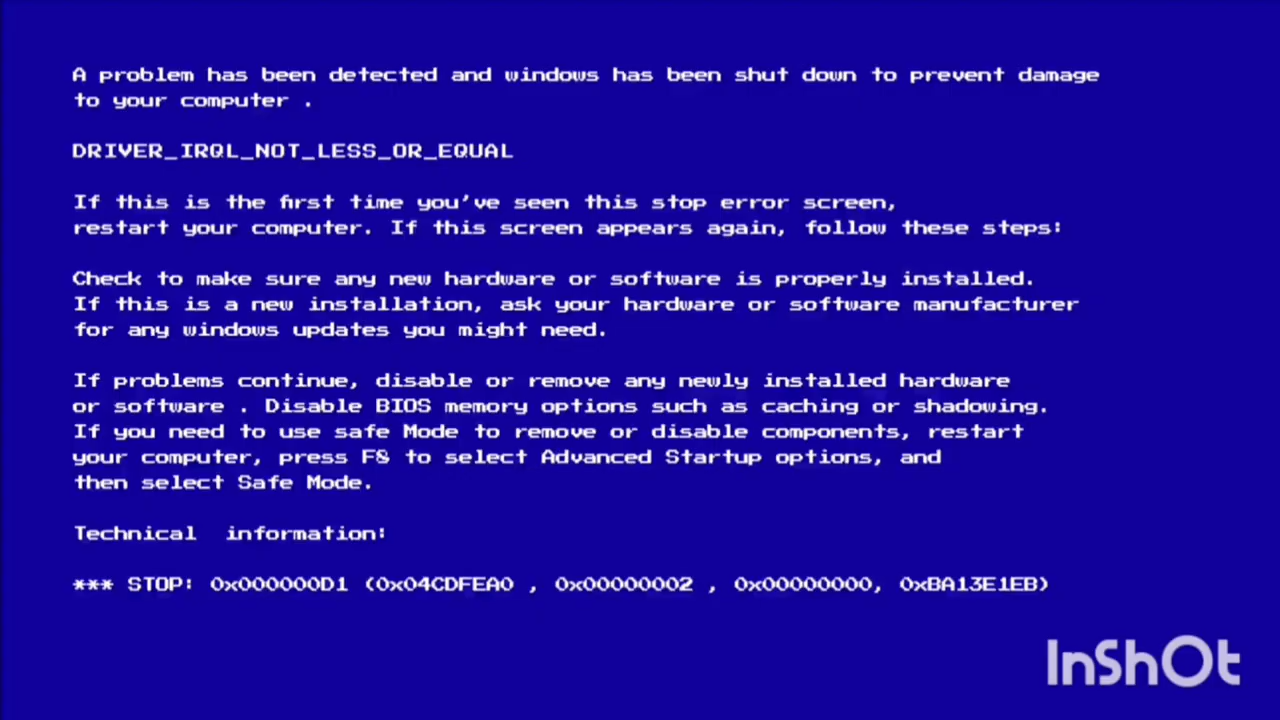 A problem has been detected and windows has been shut down to prevent damage
to your computer .
DRIVER_IRQL_NOT_LESS_OR_EQUAL
If this is the first time you've seen this stop error screen,
restart your computer. If this screen appears again, follow these steps:
Check to make sure any new hardware or software is properly installed.
If this is a new installation, ask your hardware or software manufacturer
for any windows updates you might need.
If problems continue, disable or remove any newly installed hardware
or software . Disable BIOS memory options such as caching or shadowing.
If you need to use safe Mode to remove or disable components, restart
your computer, press F& to select Advanced Startup options, and
then select Safe Mode.
Technical information:
*** STOP: 0x000000D1 (0x04CDFEA0 , 0x00000002 , 0x00000000, 0xBA13E1EB)
InShOt